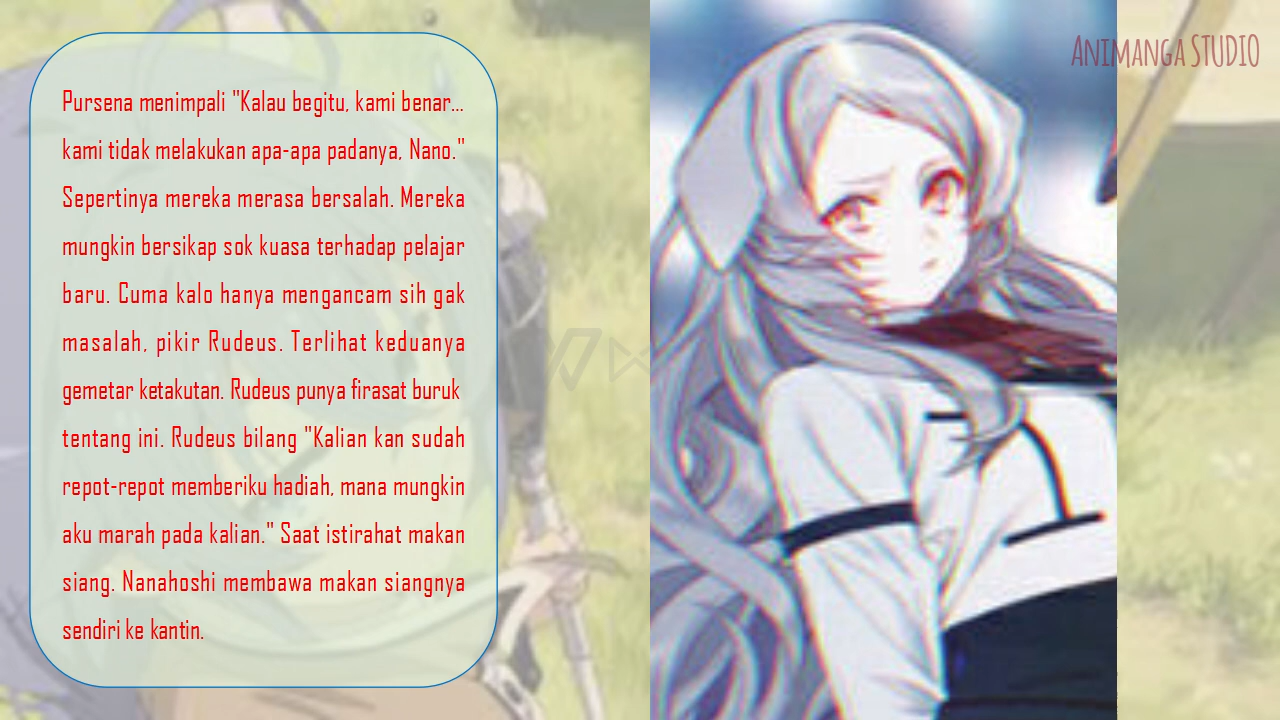 Pursena menimpali "Kalau begitu, kami benar...
kami tidak melakukan apa-apa padanya, Nano."
Sepertinya mereka merasa bersalah. Mereka
mungkin bersikap sok kuasa terhadap pelajar
baru. Cuma kalo hanya mengancam sih gak
masalah, pikir Rudeus. Terlihat keduanya
gemetar ketakutan. Rudeus punya firasat buruk
tentang ini. Rudeus bilang "Kalian kan sudah
repot-repot memberiku hadiah, mana mungkin
aku marah pada kalian." Saat istirahat makan
siang. Nanahoshi membawa makan siangnya
sendiri ke kantin.
ANIMANGA STUDIO